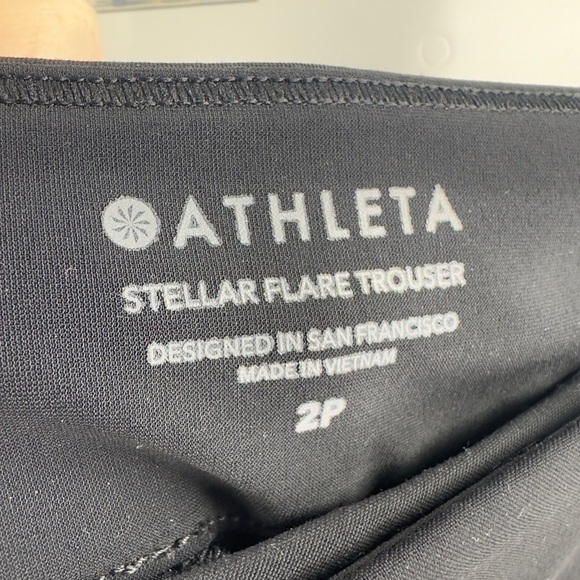 ATHLETA
STELLAR FLARE TROUSER
DESIGNED IN SAN FRANCISCO
MADE IN VIETNAM
2P